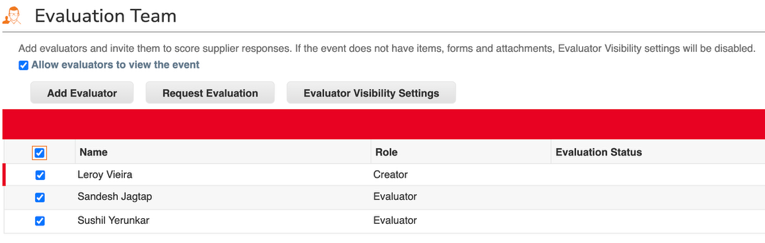 Evaluation Team
Add evaluators and invite them to score supplier responses. If the event does not have items, forms and attachments, Evaluator Visibility settings will be disabled.
Allow evaluators to view the event
Add Evaluator Request Evaluation Evaluator Visibility Settings
Name Role Evaluation Status
Leroy Vieira Creator
Sandesh Jagtap Evaluator
Sushil Yerunkar Evaluator